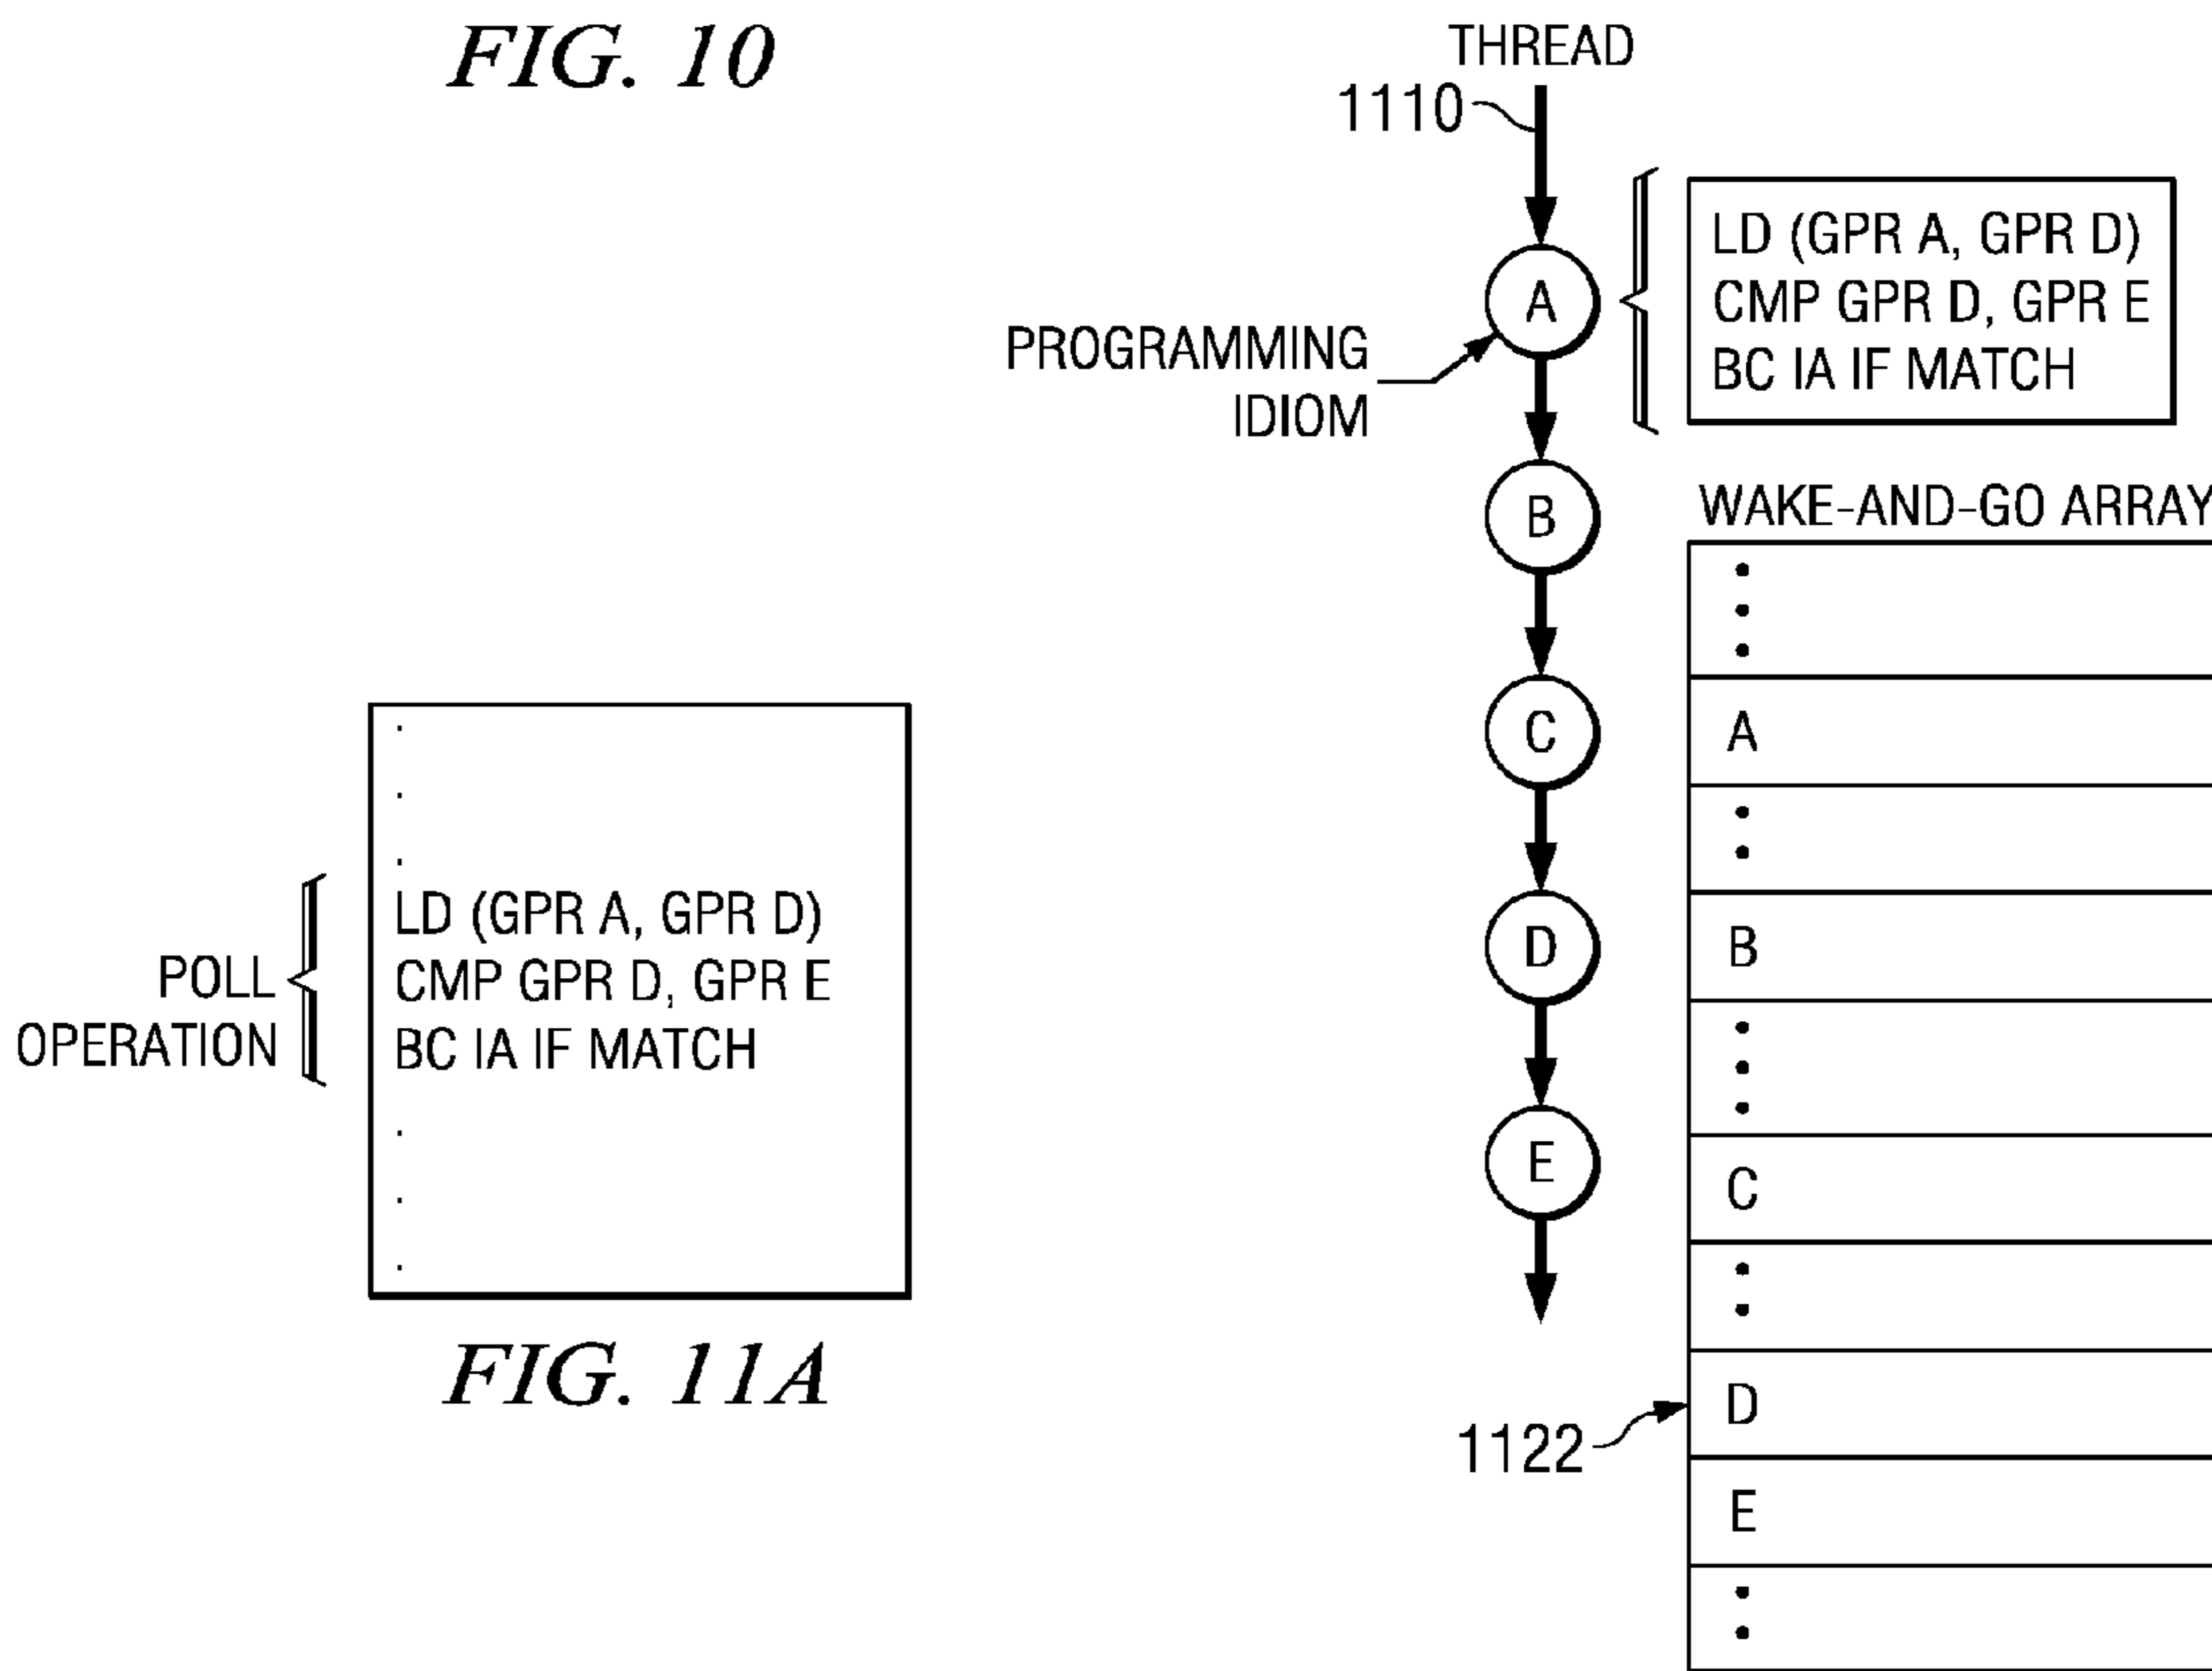 FIG. 10
THREAD
1110
LD (GPR A, GPR D)
CMP GPR D, GPR E
BC IA IF MATCH
A
PROGRAMMING
IDIOM
B
C
D
E
WAKE-AND-GO ARRAY
A
B
C
D
E
1122
POLL
OPERATION
LD (GPR A, GPR D)
CMP GPR D, GPR E
BC IA IF MATCH
FIG. 11A